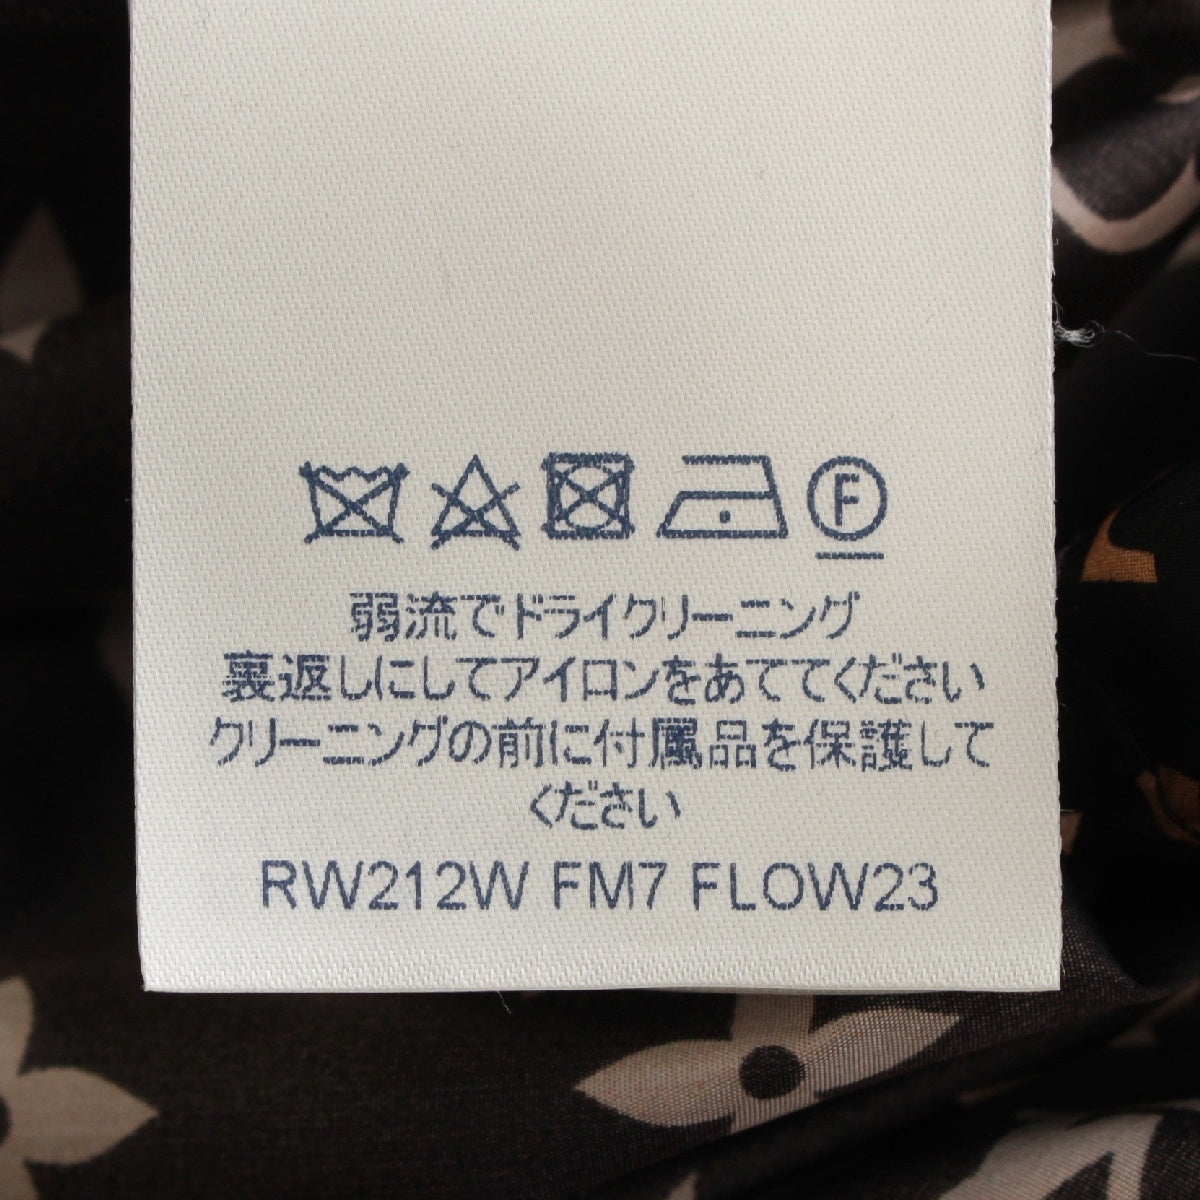 F
弱流でドライクリーニング
裏返しにしてアイロンをあててください
クリーニングの前に付属品を保護して
ください
RW212W FM7 FLOW23